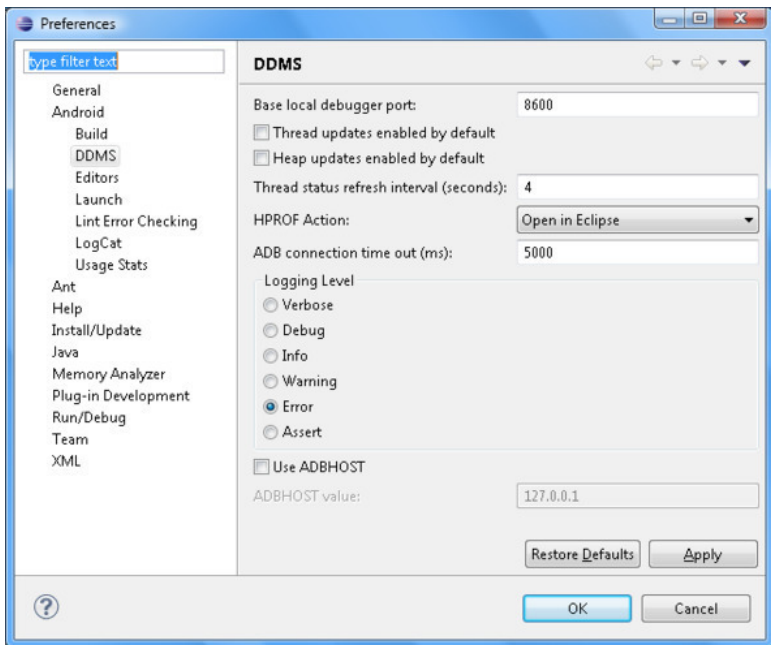 Preferences
type filter text
General
Android
Build
DDMS
Editors
Launch
Lint Error Checking
LogCat
Usage Stats
Ant
Help
Install/Update
Java
Memory Analyzer
Plug-in Development
Run/Debug
Team
XML
DDMS
Base local debugger port: 8600
Thread updates enabled by default
Heap updates enabled by default
Thread status refresh interval (seconds): 4
HPROF Action: Open in Eclipse
ADB connection time out (ms): 5000
Logging Level
Verbose
Debug
Info
Warning
Error
Assert
Use ADBHOST
ADBHOST value: 127.0.0.1
Restore Defaults Apply
? OK Cancel